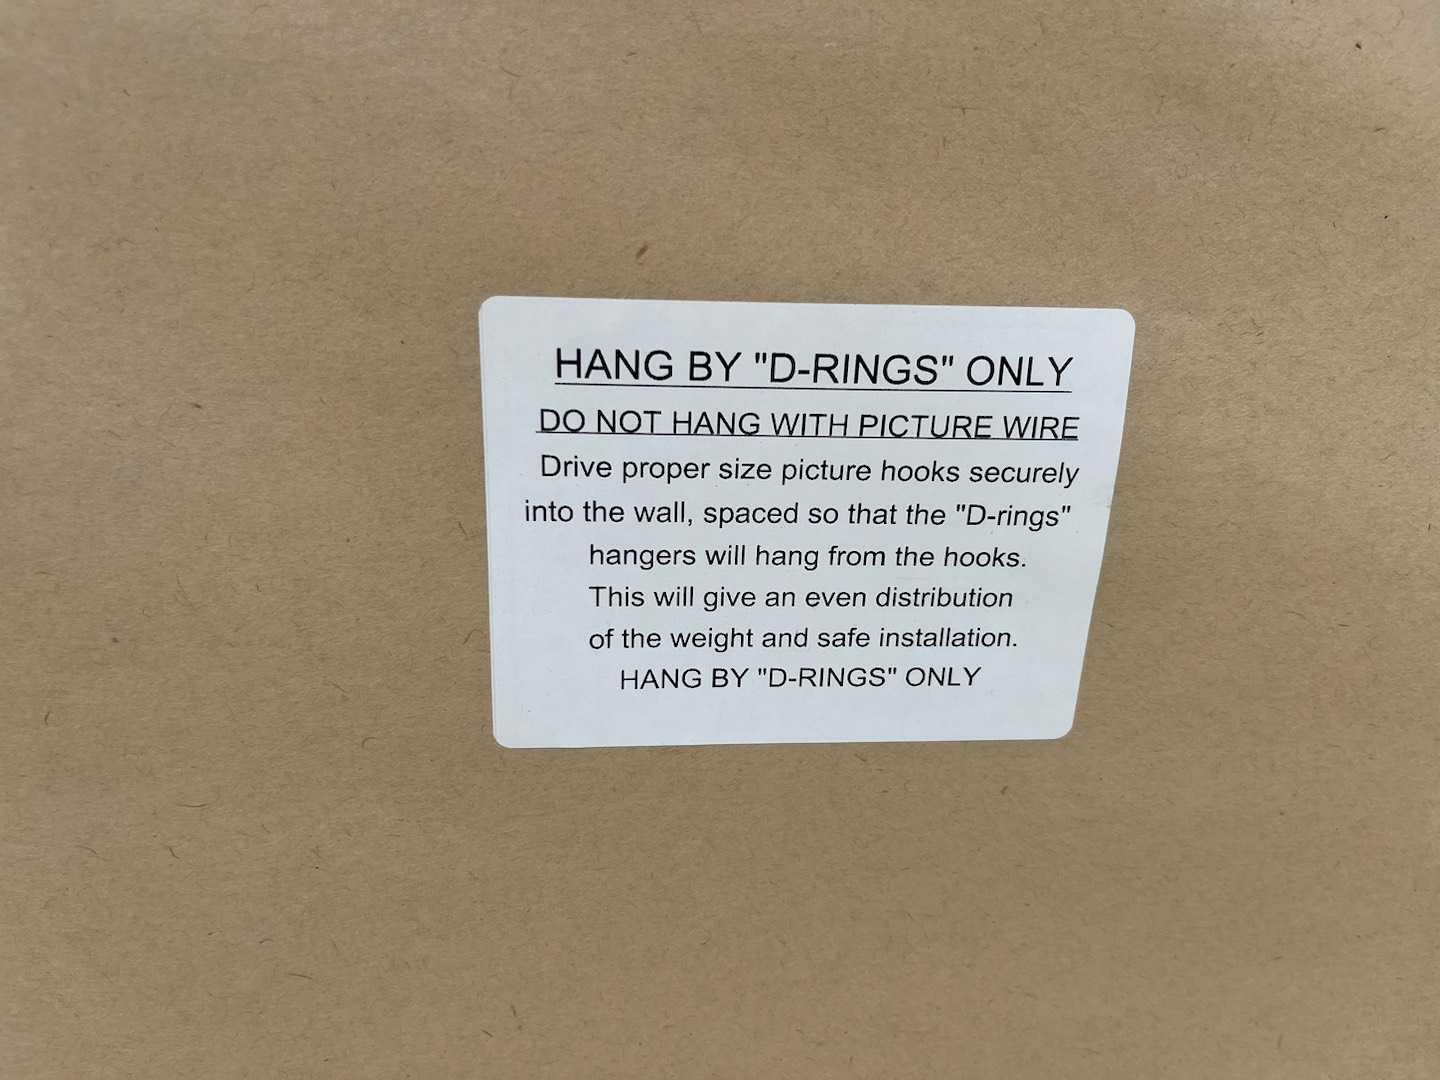 HANG BY "D-RINGS" ONLY
DO NOT HANG WITH PICTURE WIRE
Drive proper size picture hooks securely
into the wall, spaced so that the "D-rings"
hangers will hang from the hooks.
This will give an even distribution
of the weight and safe installation.
HANG BY "D-RINGS" ONLY